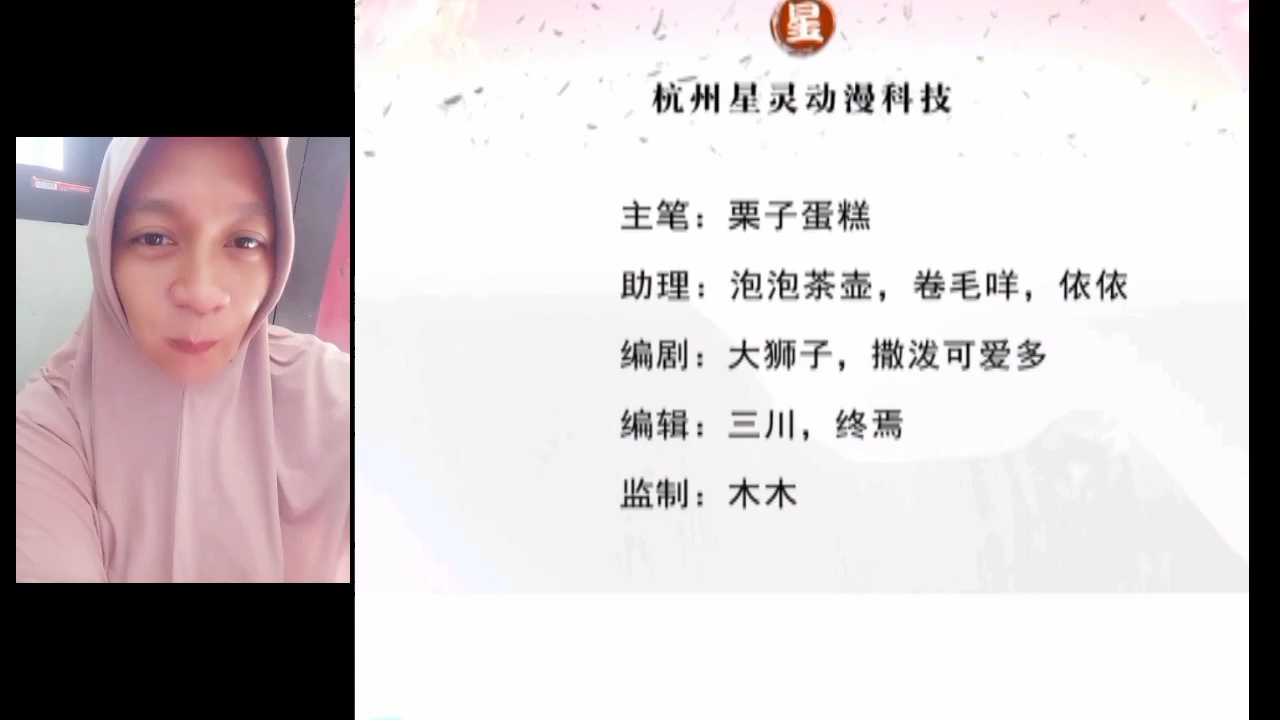 星
杭州星灵动漫科技
主笔：栗子蛋糕
助理：泡泡茶壶，卷毛咩，依依
编剧：大狮子，撒泼可爱多
编辑：三川，终焉
监制：木木